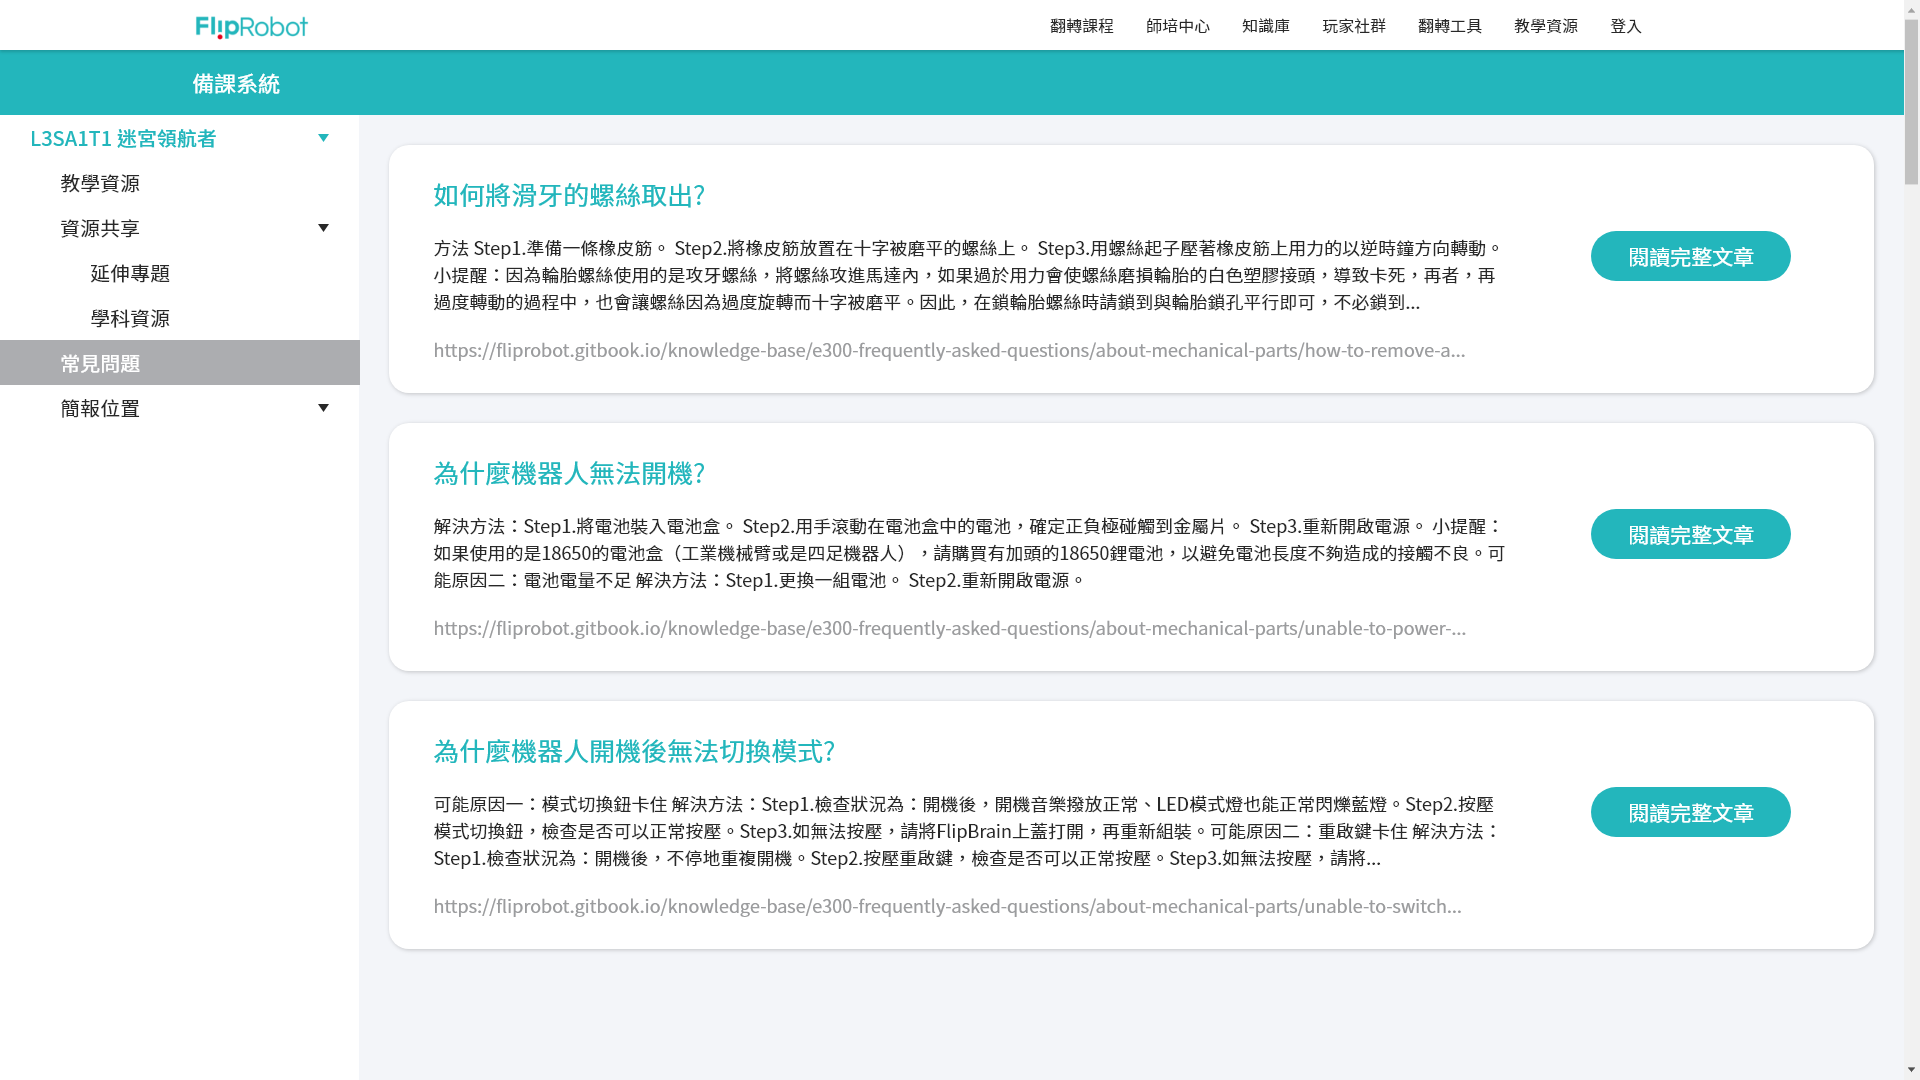 FlipRobot
翻轉課程
師培中心
知識庫
玩家社群
翻轉工具
教學資源
登入
備課系統
L3SA1T1 迷宮領航者
教學資源
資源共享
延伸專題
學科資源
常見問題
簡報位置
如何將滑牙的螺絲取出?
方法 Step1.準備一條橡皮筋。 Step2.將橡皮筋放置在十字被磨平的螺絲上。 Step3.用螺絲起子壓著橡皮筋上用力的以逆時鐘方向轉動。
小提醒：因為輪胎螺絲使用的是攻牙螺絲，將螺絲攻進馬達內，如果過於用力會使螺絲磨損輪胎的白色塑膠接頭，導致卡死，再者，再
過度轉動的過程中，也會讓螺絲因為過度旋轉而十字被磨平。因此，在鎖輪胎螺絲時請鎖到與輪胎鎖孔平行即可，不必鎖到...
https://fliprobot.gitbook.io/knowledge-base/e300-frequently-asked-questions/about-mechanical-parts/how-to-remove-a...
閱讀完整文章
為什麼機器人無法開機?
解決方法：Step1.將電池裝入電池盒。 Step2.用手滾動在電池盒中的電池，確定正負極碰觸到金屬片。 Step3.重新開啟電源。 小提醒：
如果使用的是18650的電池盒（工業機械臂或是四足機器人），請購買有加頭的18650鋰電池，以避免電池長度不夠造成的接觸不良。可
能原因二：電池電量不足 解決方法：Step1.更換一組電池。 Step2.重新開啟電源。
https://fliprobot.gitbook.io/knowledge-base/e300-frequently-asked-questions/about-mechanical-parts/unable-to-power-...
閱讀完整文章
為什麼機器人開機後無法切換模式?
可能原因一：模式切換鈕卡住 解決方法：Step1.檢查狀況為：開機後，開機音樂撥放正常、LED模式燈也能正常閃爍藍燈。Step2.按壓
模式切換鈕，檢查是否可以正常按壓。Step3.如無法按壓，請將FlipBrain上蓋打開，再重新組裝。可能原因二：重啟鍵卡住 解決方法：
Step1.檢查狀況為：開機後，不停地重複開機。Step2.按壓重啟鍵，檢查是否可以正常按壓。Step3.如無法按壓，請將...
https://fliprobot.gitbook.io/knowledge-base/e300-frequently-asked-questions/about-mechanical-parts/unable-to-switch...
閱讀完整文章